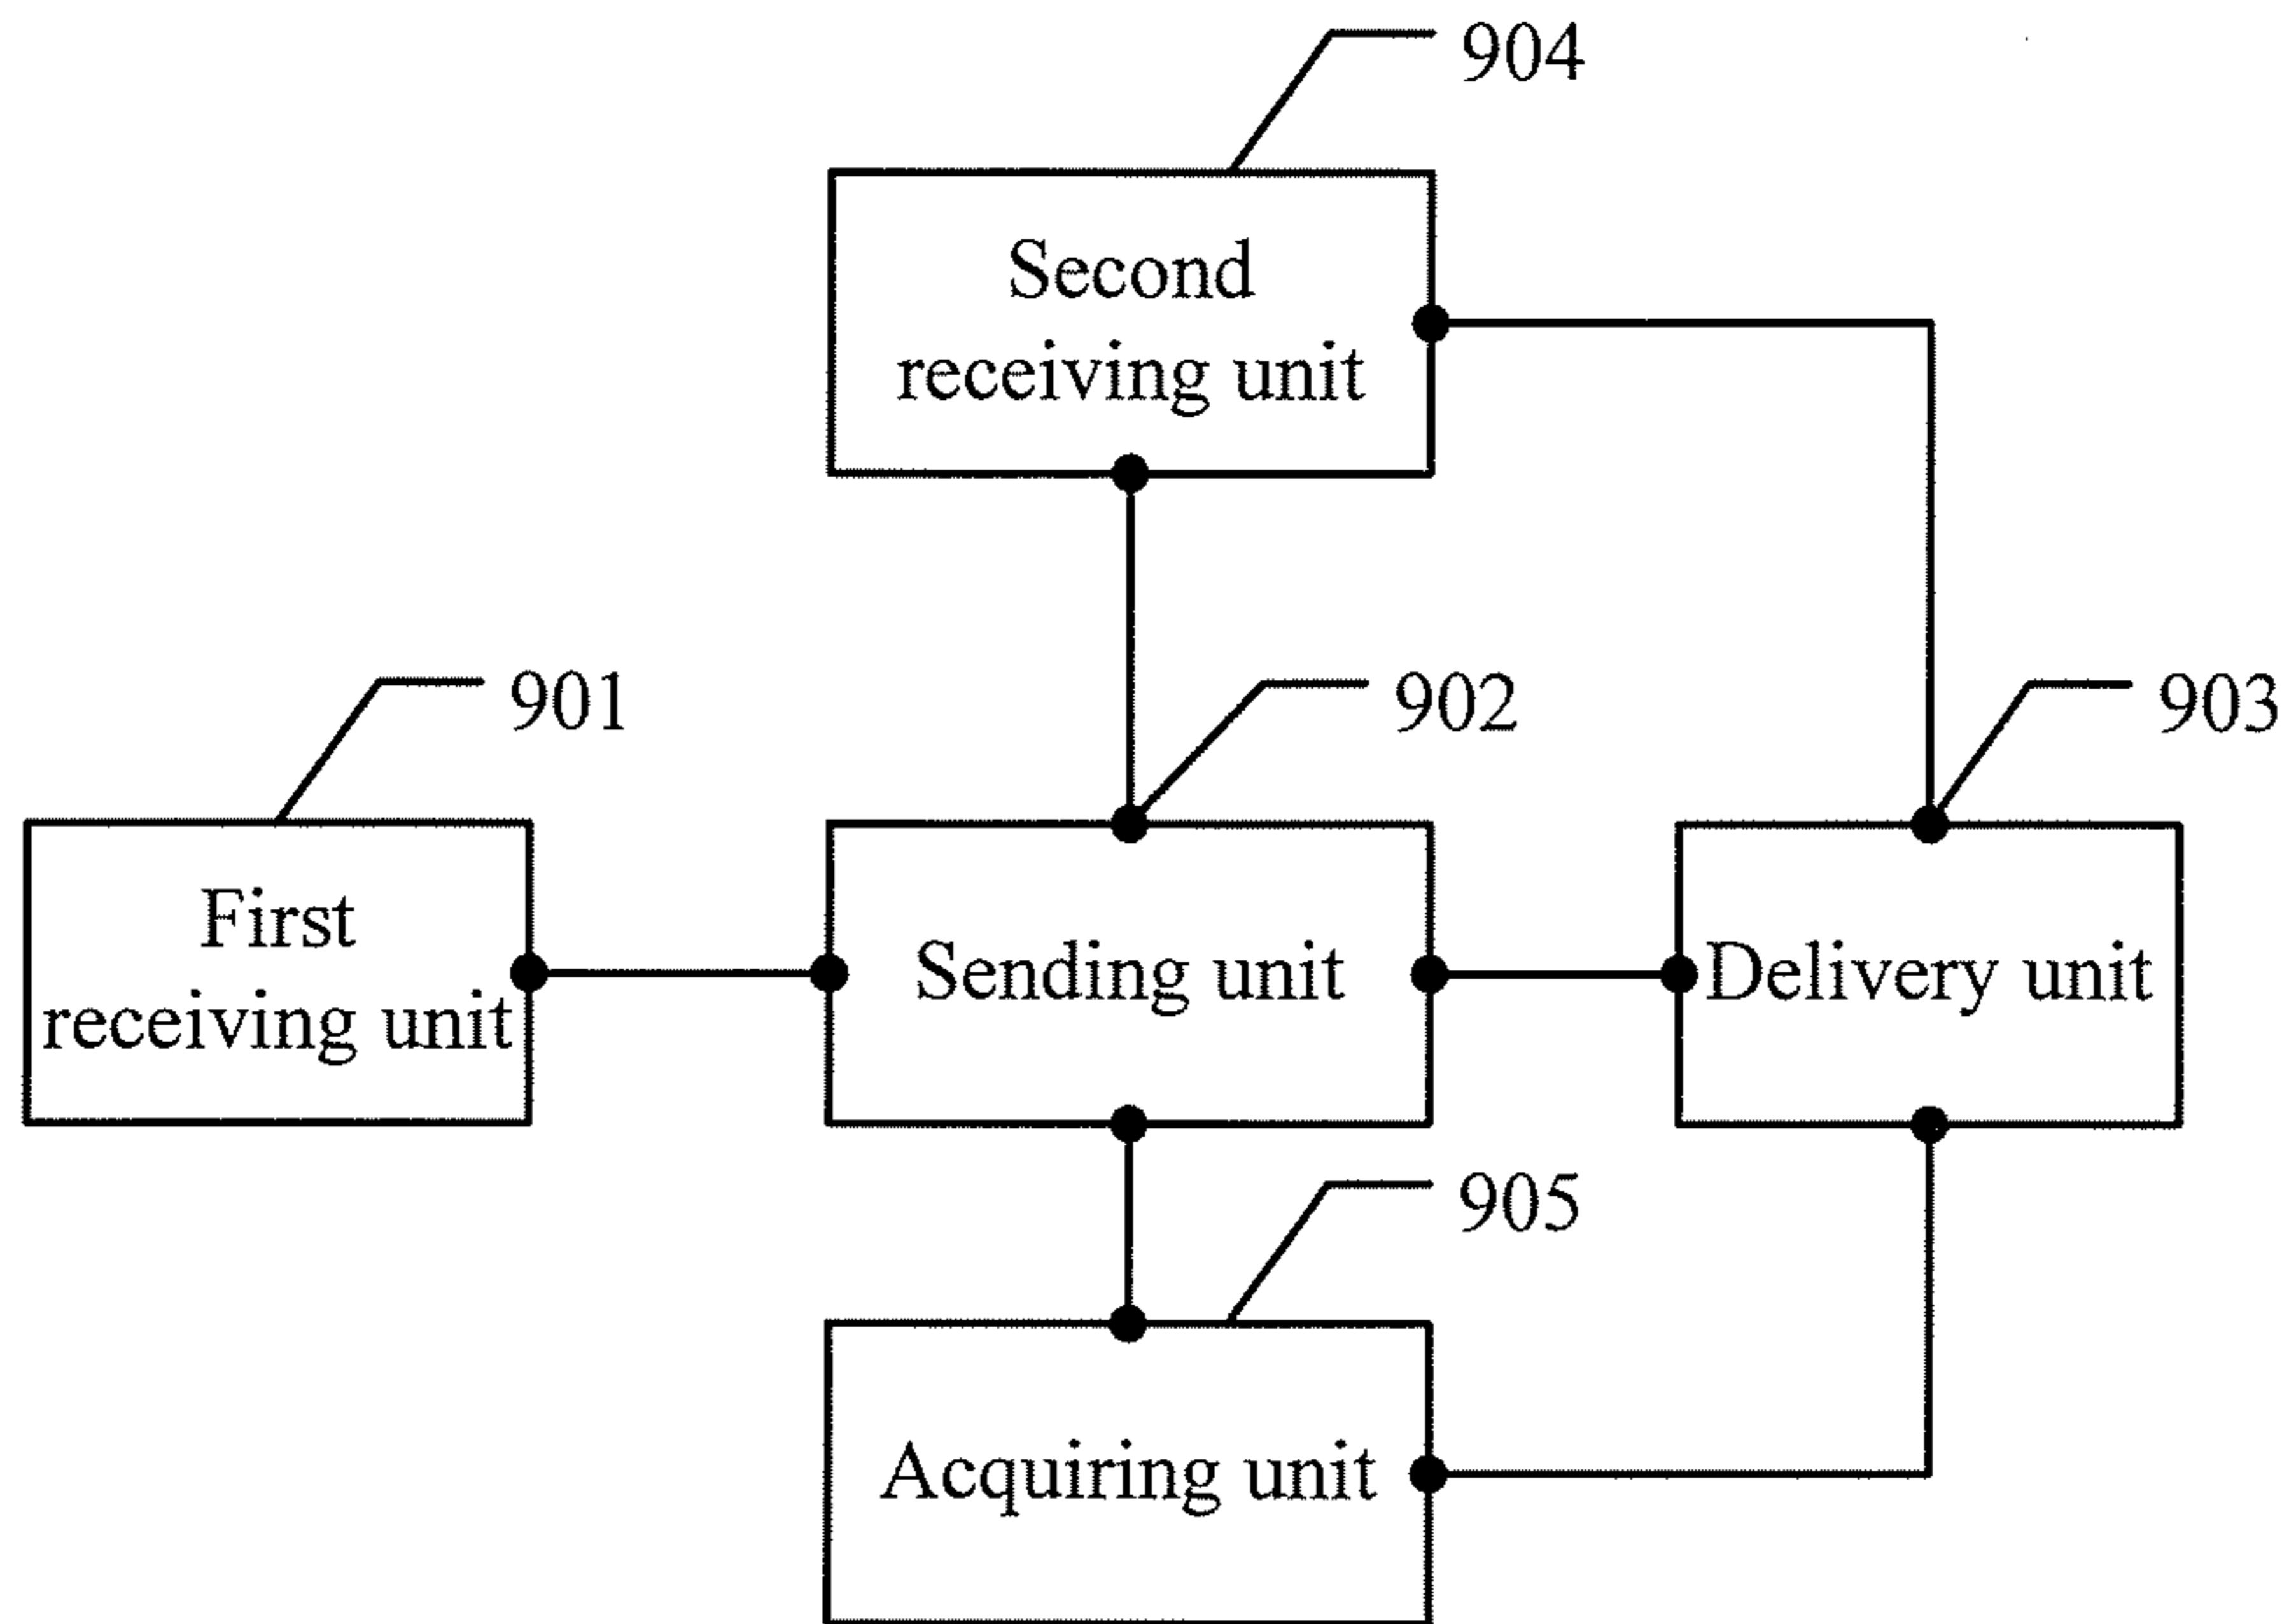 904
Second
receiving unit
901
902
903
First
receiving unit
Sending unit
Delivery unit
905
Acquiring unit